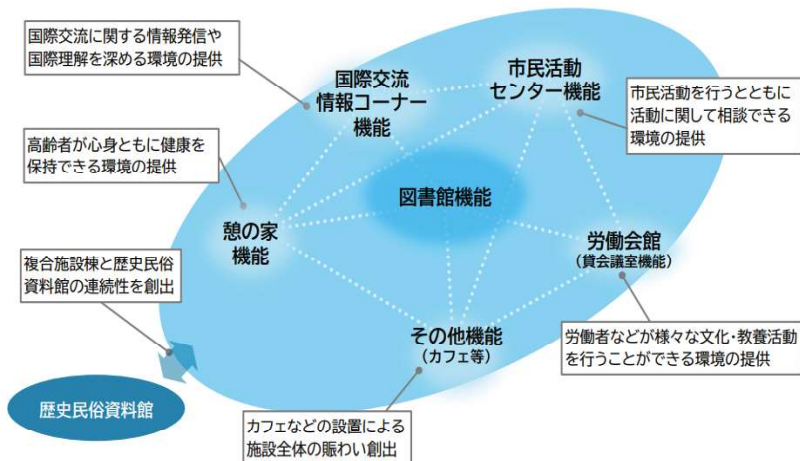 国際交流に関する情報発信や
国際理解を深める環境の提供
国際交流
情報コーナー
機能
市民活動
センター機能
市民活動を行うとともに
活動に関して相談できる
環境の提供
高齢者が心身ともに健康を
保持できる環境の提供
図書館機能
憩の家
機能
労働会館
(貸会議室機能)
複合施設棟と歴史民俗
資料館の連続性を創出
その他機能
(カフェ等)
労働者などが様々な文化・教養活動
を行うことができる環境の提供
歴史民俗資料館
カフェなどの設置による
施設全体の賑わい創出